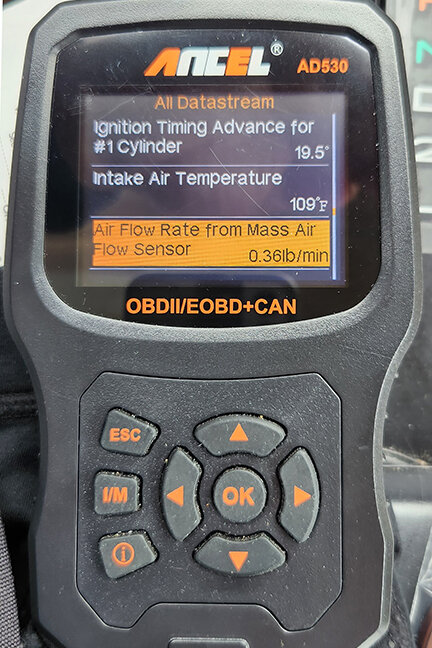 ANCEL®
AD530
All Datastream
Ignition Timing Advance for
#1 Cylinder 19.5°
Intake Air Temperature
109°F
Air Flow Rate from Mass Air
Flow Sensor 0.36lb/min
OBDII/EOBD+CAN
ESC
I/M
OK